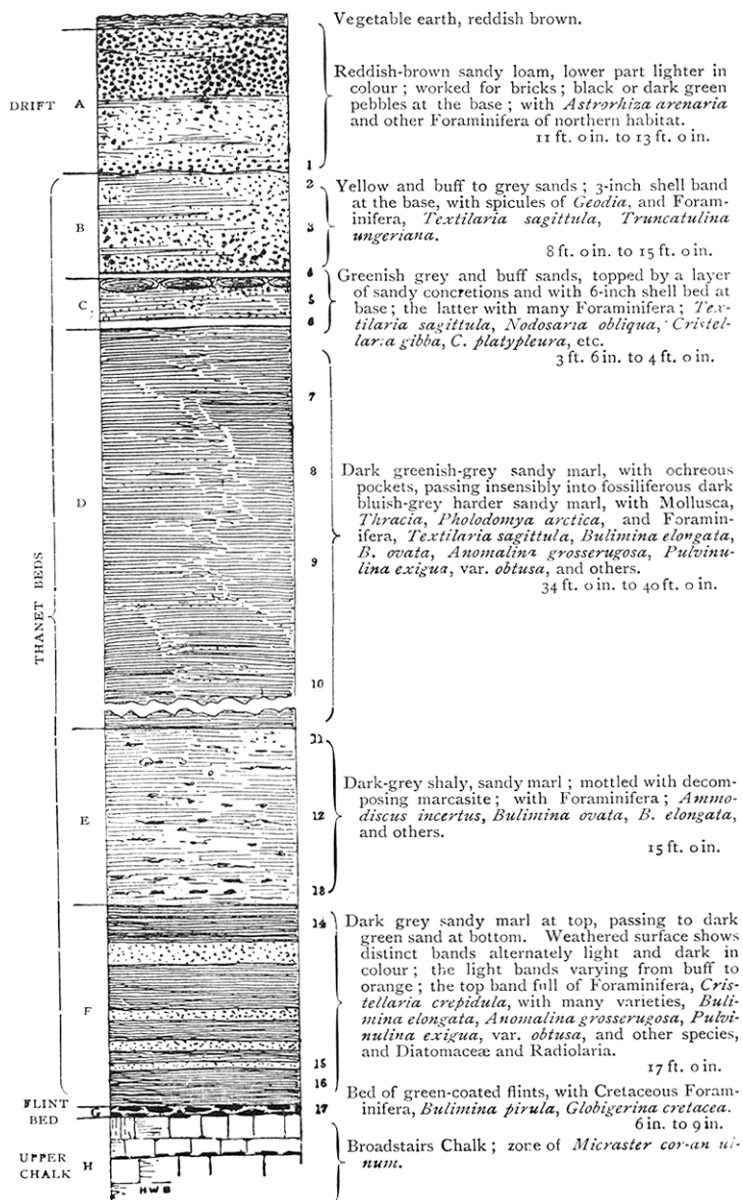 Vegetable earth, reddish brown.
DRIFT
A
Reddish-brown sandy loam, lower part lighter in
colour ; worked for bricks ; black or dark green
pebbles at the base ; with Astrorhiza arenaria
and other Foraminifera of northern habitat.
11 ft. 0 in. to 13 ft. 0 in.
1
THANET BEDS
B
2
3
4
Yellow and buff to grey sands ; 3-inch shell band
at the base, with spicules of Geodia, and Foram-
inifera, Textilaria sagittula, Truncatulina
ungeriana.
8 ft. 0 in. to 15 ft. 0 in.
C
5
6
Greenish grey and buff sands, topped by a layer
of sandy concretions and with 6-inch shell bed at
base ; the latter with many Foraminifera ; Tex-
tilaria sagittula, Nodosaria obliqua, Cristel-
laria gibba, C. platypleura, etc.
3 ft. 6 in. to 4 ft. 0 in.
D
7
8
9
10
Dark greenish-grey sandy marl, with ochreous
pockets, passing insensibly into fossiliferous dark
bluish-grey harder sandy marl, with Mollusca,
Thracia, Pholodomya arctica, and Foramin-
ifera, Textilaria sagittula, Bulimina elongata,
B. ovata, Anomalina grosserugosa, Pulvinu-
lina exigua, var. obtusa, and others.
34 ft. 0 in. to 40 ft. 0 in.
E
11
12
13
Dark-grey shaly, sandy marl ; mottled with decom-
posing marcasite ; with Foraminifera ; Ammo-
discus incertus, Bulimina ovata, B. elongata,
and others.
15 ft. 0 in.
F
14
15
16
Dark grey sandy marl at top, passing to dark
green sand at bottom. Weathered surface shows
distinct bands alternately light and dark in
colour ; the light bands varying from buff to
orange ; the top band full of Foraminifera, Cris-
tellaria crepidula, with many varieties, Buli-
mina elongata, Anomalina grosserugosa, Pulvi-
nulina exigua, var. obtusa, and other species,
and Diatomaceæ and Radiolaria.
17 ft. 0 in.
FLINT
BED
G
17
Bed of green-coated flints, with Cretaceous Foram-
inifera, Bulimina pirula, Globigerina cretacea.
6 in. to 9 in.
UPPER
CHALK
H
Broadstairs Chalk ; zone of Micraster cor-an
num.
HWB